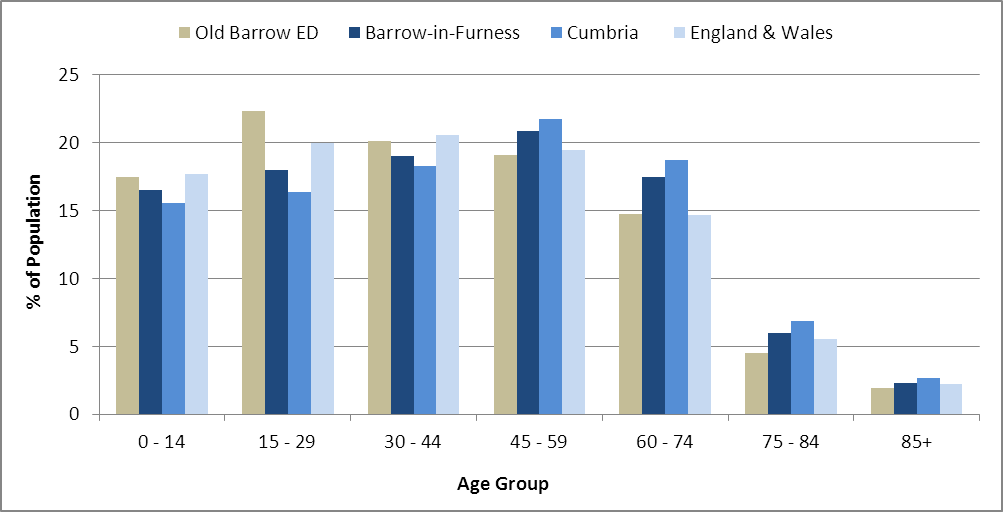 Old Barrow ED Barrow-in-Furness Cumbria England & Wales
25
20
15
10
5
0
% of Population
0 - 14 15 - 29 30 - 44 45 - 59 60 - 74 75 - 84 85+
Age Group